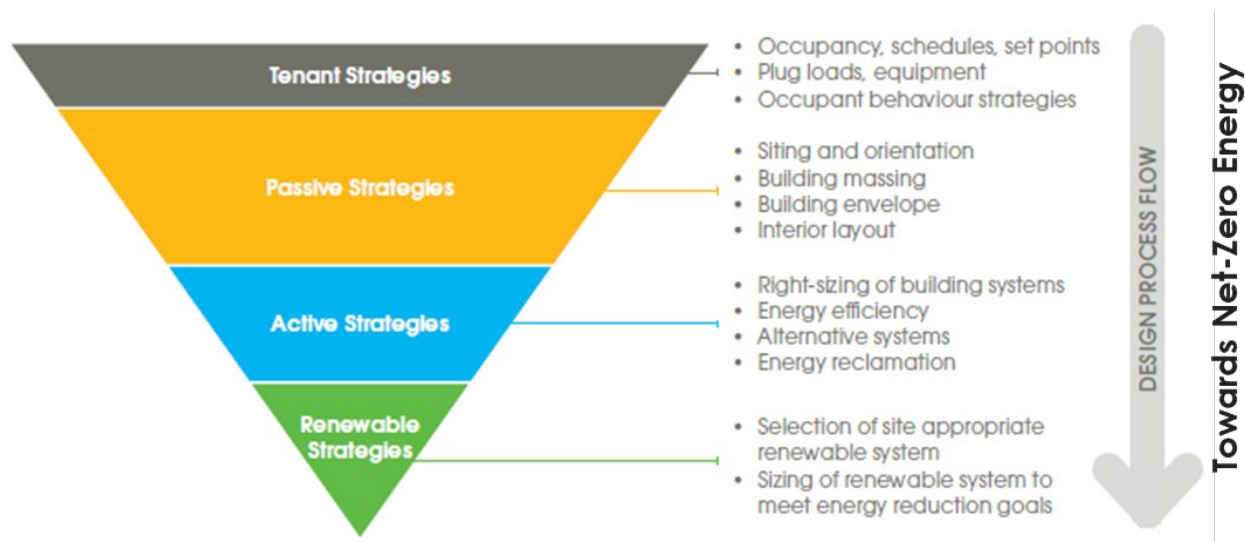 Tenant Strategies
• Occupancy, schedules, set points
• Plug loads, equipment
• Occupant behaviour strategies
Passive Strategies
• Siting and orientation
• Building massing
• Building envelope
• Interior layout
Active Strategies
• Right-sizing of building systems
• Energy efficiency
• Alternative systems
• Energy reclamation
Renewable
Strategies
• Selection of site appropriate
renewable system
• Sizing of renewable system to
meet energy reduction goals
DESIGN PROCESS FLOW
Towards Net-Zero Energy